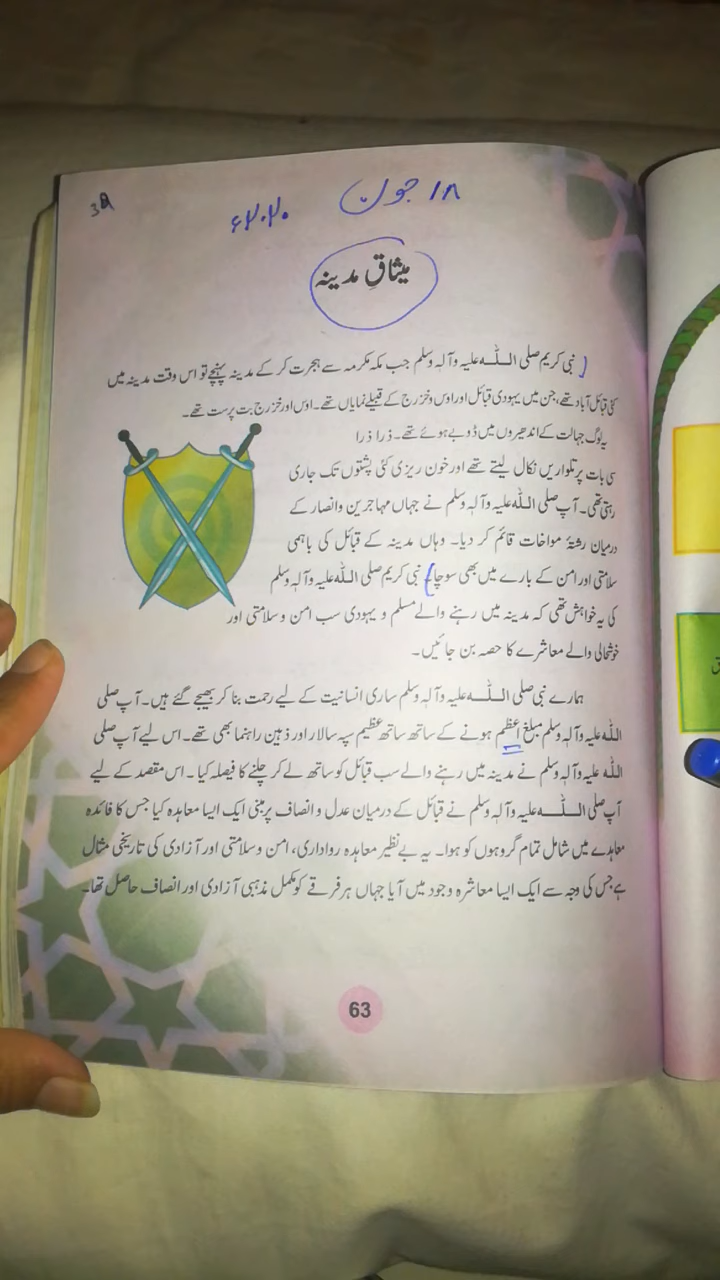 ۱۸ جون ۲۰۲۰ء
میثاقِ مدینہ
نبی کریم صلی اللہ علیہ وآلہٖ وسلم جب مکہ مکرمہ سے ہجرت کر کے مدینہ پہنچے تو اس وقت مدینہ میں
کئی قبائل آباد تھے، جن میں یہودی قبائل اور اوس و خزرج کے قبیلے نمایاں تھے۔ اوس اور خزرج بت پرست تھے۔
یہ لوگ جہالت کے اندھیروں میں ڈوبے ہوئے تھے۔ ذرا ذرا
سی بات پر تلواریں نکال لیتے تھے اور خون ریزی کئی پشتوں تک جاری
رہتی تھی۔ آپ صلی اللہ علیہ وآلہٖ وسلم نے جہاں مہاجرین و انصار کے
درمیان رشتۂ مواخات قائم کر دیا۔ وہاں مدینہ کے قبائل کی باہمی
سلامتی اور امن کے بارے میں بھی سوچا۔ نبی کریم صلی اللہ علیہ وآلہٖ وسلم
کی یہ خواہش تھی کہ مدینہ میں رہنے والے مسلم و یہودی سب امن و سلامتی اور
خوشحالی والے معاشرے کا حصہ بن جائیں۔
ہمارے نبی صلی اللہ علیہ وآلہٖ وسلم ساری انسانیت کے لیے رحمت بنا کر بھیجے گئے ہیں۔ آپ صلی
اللہ علیہ وآلہٖ وسلم مبلغِ اعظم ہونے کے ساتھ ساتھ عظیم سپہ سالار اور ذہین راہنما بھی تھے۔ اس لیے آپ صلی
اللہ علیہ وآلہٖ وسلم نے مدینہ میں رہنے والے سب قبائل کو ساتھ لے کر چلنے کا فیصلہ کیا۔ اس مقصد کے لیے
آپ صلی اللہ علیہ وآلہٖ وسلم نے قبائل کے درمیان عدل و انصاف پر مبنی ایک ایسا معاہدہ کیا جس کا فائدہ
معاہدے میں شامل تمام گروہوں کو ہوا۔ یہ بے نظیر معاہدہ رواداری، امن و سلامتی اور آزادی کی تاریخی مثال
ہے جس کی وجہ سے ایک ایسا معاشرہ وجود میں آیا جہاں ہر فرقے کو مکمل مذہبی آزادی اور انصاف حاصل تھا۔
63